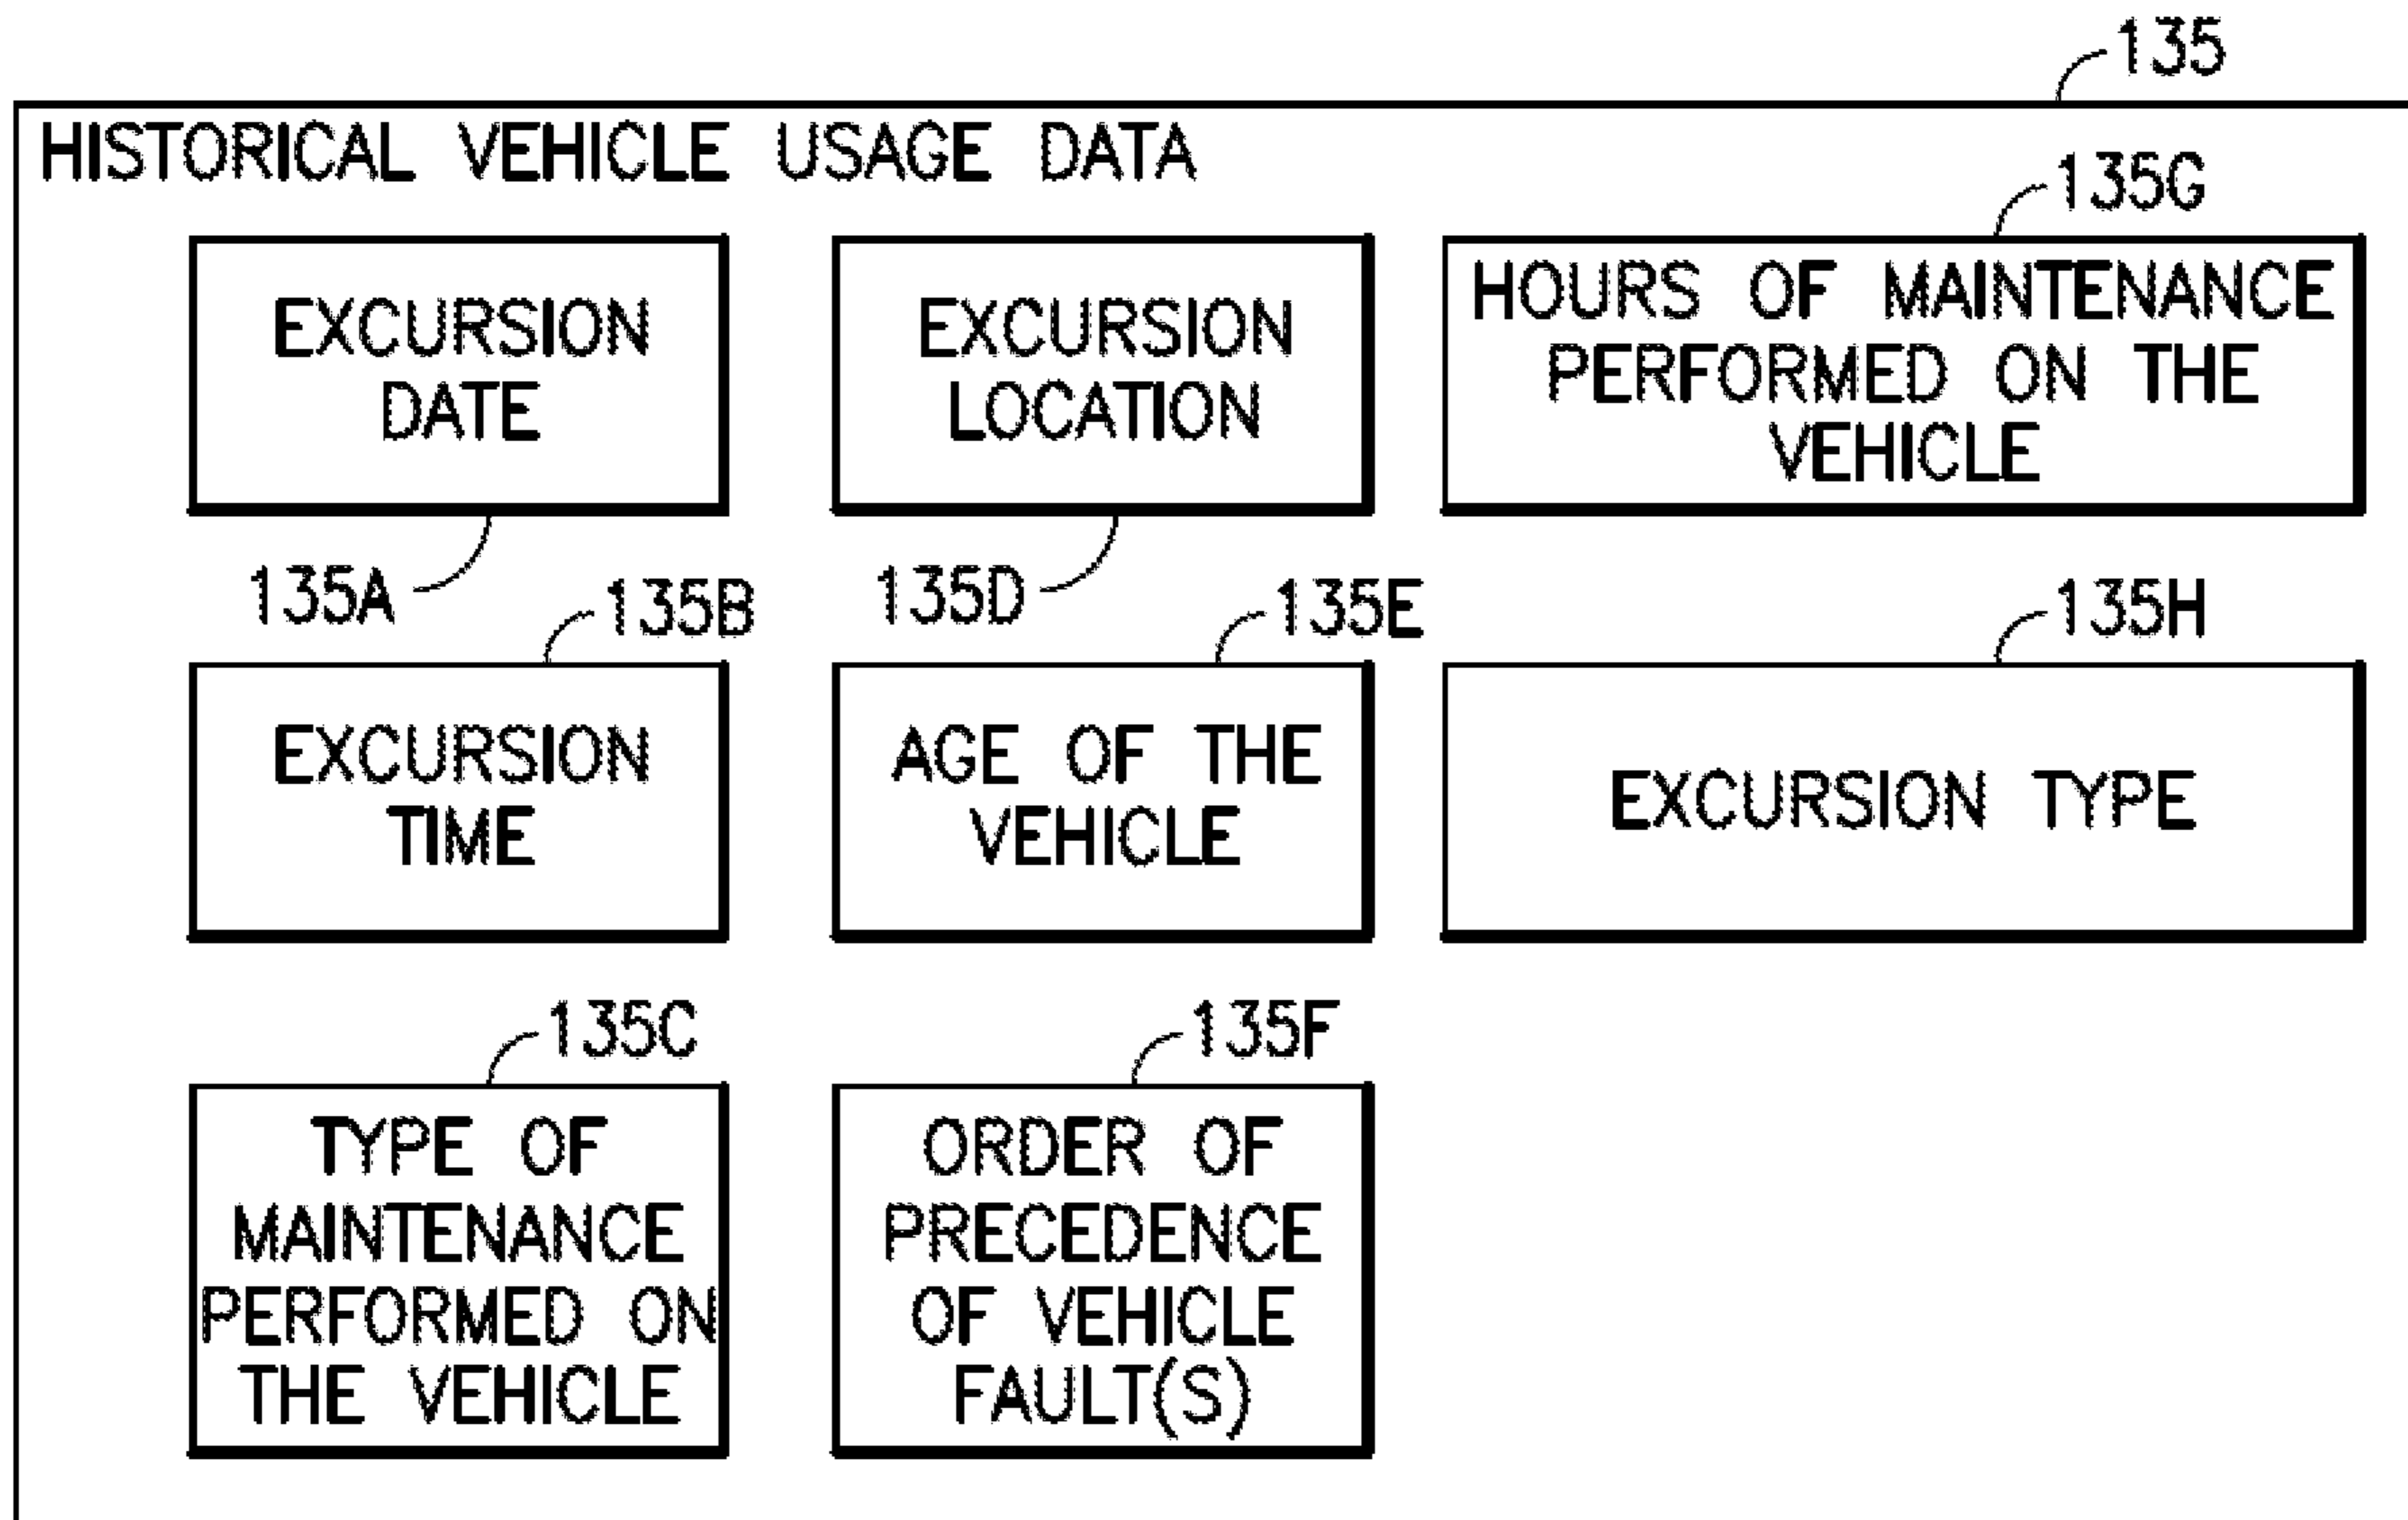 135
HISTORICAL VEHICLE USAGE DATA
135G
EXCURSION
DATE
135A
EXCURSION
LOCATION
135D
HOURS OF MAINTENANCE
PERFORMED ON THE
VEHICLE
135B
EXCURSION
TIME
135E
AGE OF THE
VEHICLE
135H
EXCURSION TYPE
135C
TYPE OF
MAINTENANCE
PERFORMED ON
THE VEHICLE
135F
ORDER OF
PRECEDENCE
OF VEHICLE
FAULT(S)